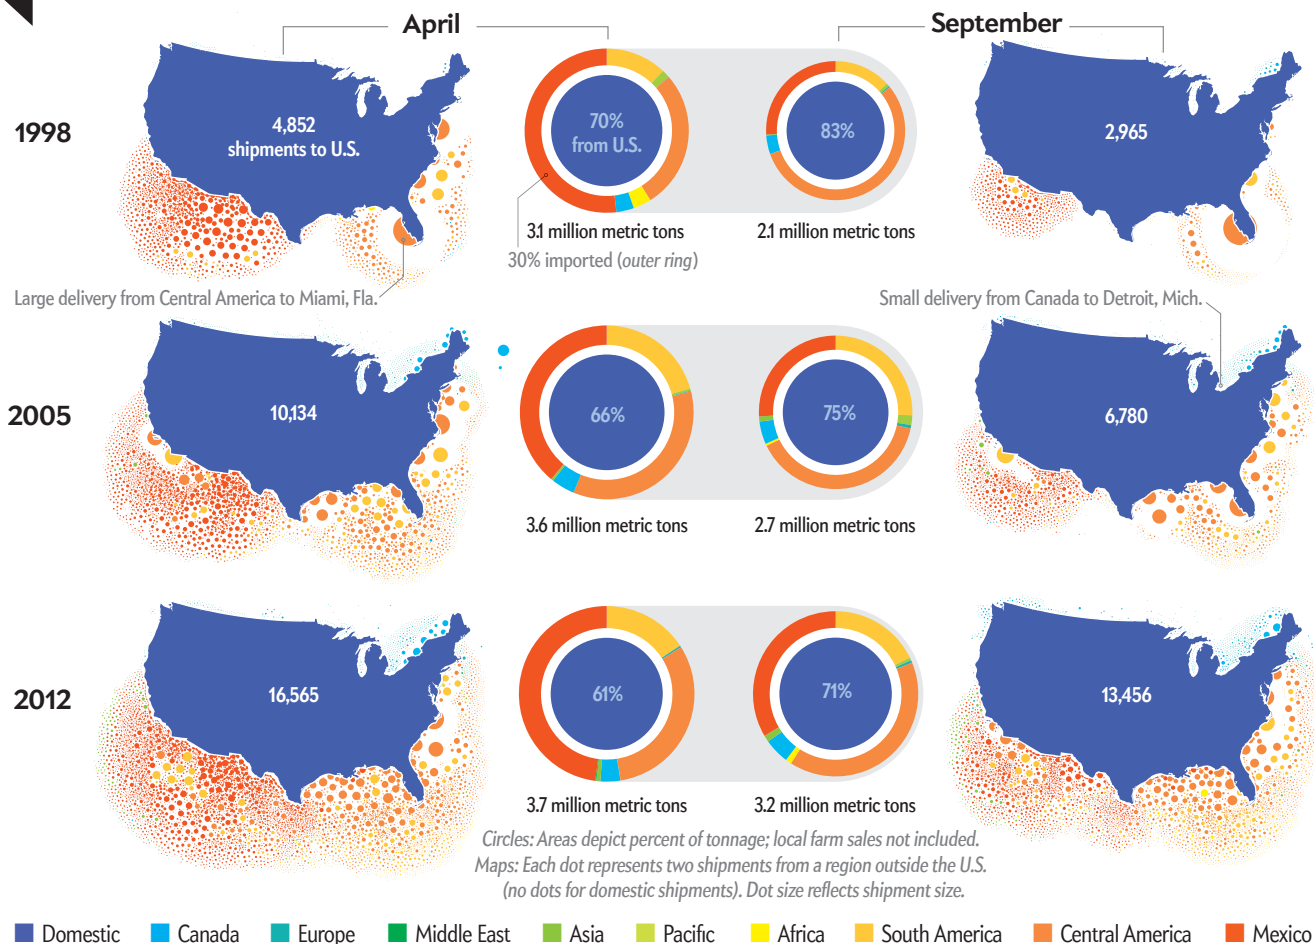 April
September
1998
4,852
shipments to U.S.
70%
from U.S.
83%
2,965
3.1 million metric tons
2.1 million metric tons
30% imported (outer ring)
Large delivery from Central America to Miami, Fla.
Small delivery from Canada to Detroit, Mich.
2005
10,134
66%
75%
6,780
3.6 million metric tons
2.7 million metric tons
2012
16,565
61%
71%
13,456
3.7 million metric tons
3.2 million metric tons
Circles: Areas depict percent of tonnage; local farm sales not included.
Maps: Each dot represents two shipments from a region outside the U.S.
(no dots for domestic shipments). Dot size reflects shipment size.
Domestic Canada Europe Middle East Asia Pacific Africa South America Central America Mexico